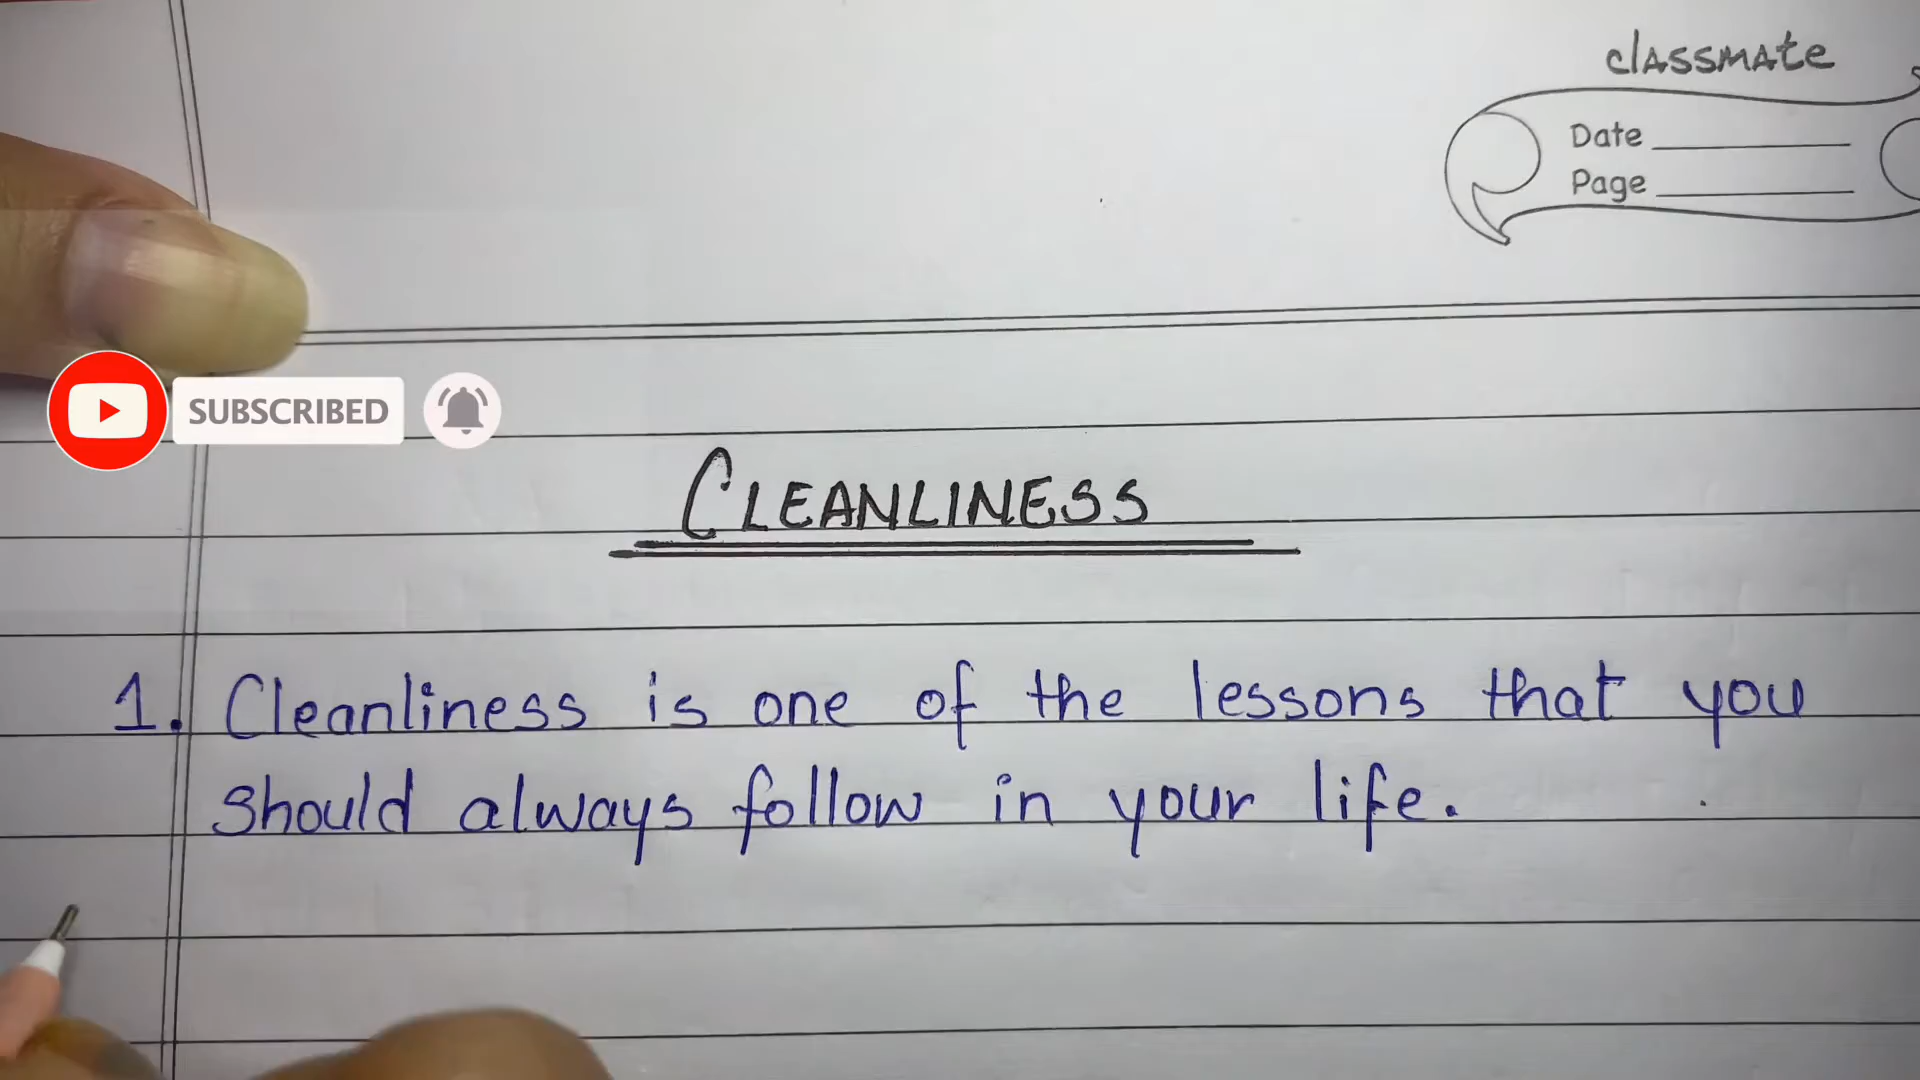 classmate
Date
Page
SUBSCRIBED
CLEANLINESS
1. Cleanliness is one of the lessons that you
should always follow in your life.